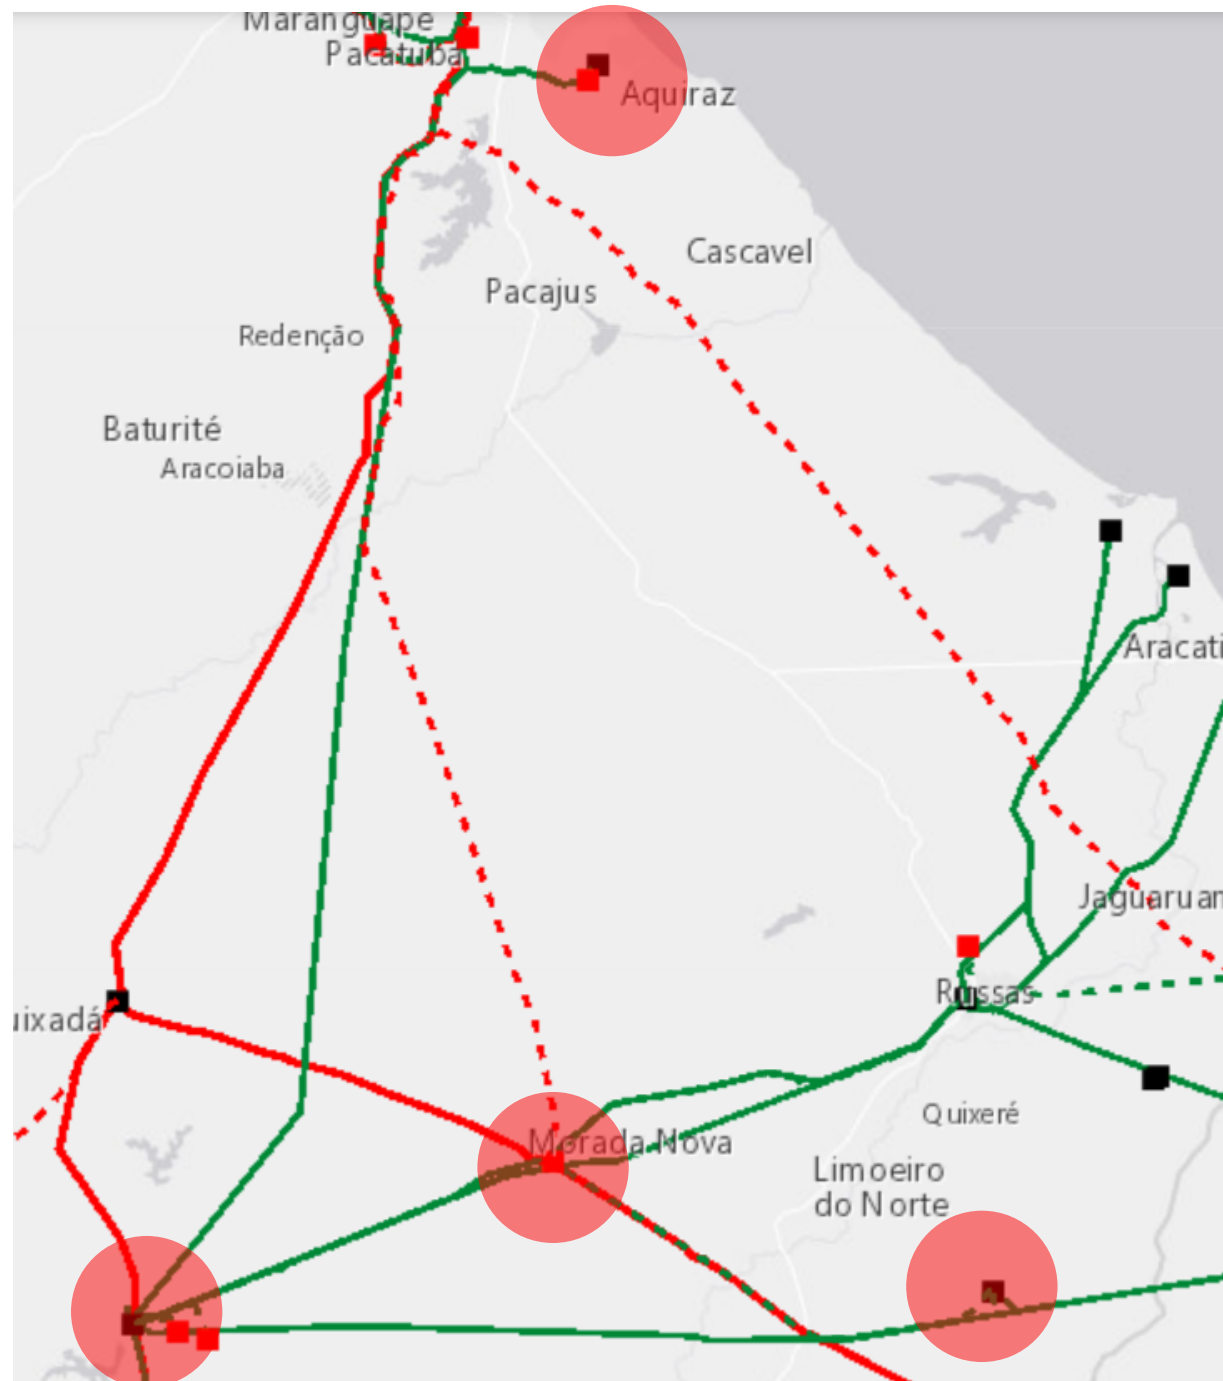 Maranguape
Pacatuba
Aquiraz
Cascavel
Pacajus
Redenção
Baturité
Aracoiaba
Aracati
Jaguaruan
Russas
uixadá
Quixeré
Morada Nova
Limoeiro
do Norte